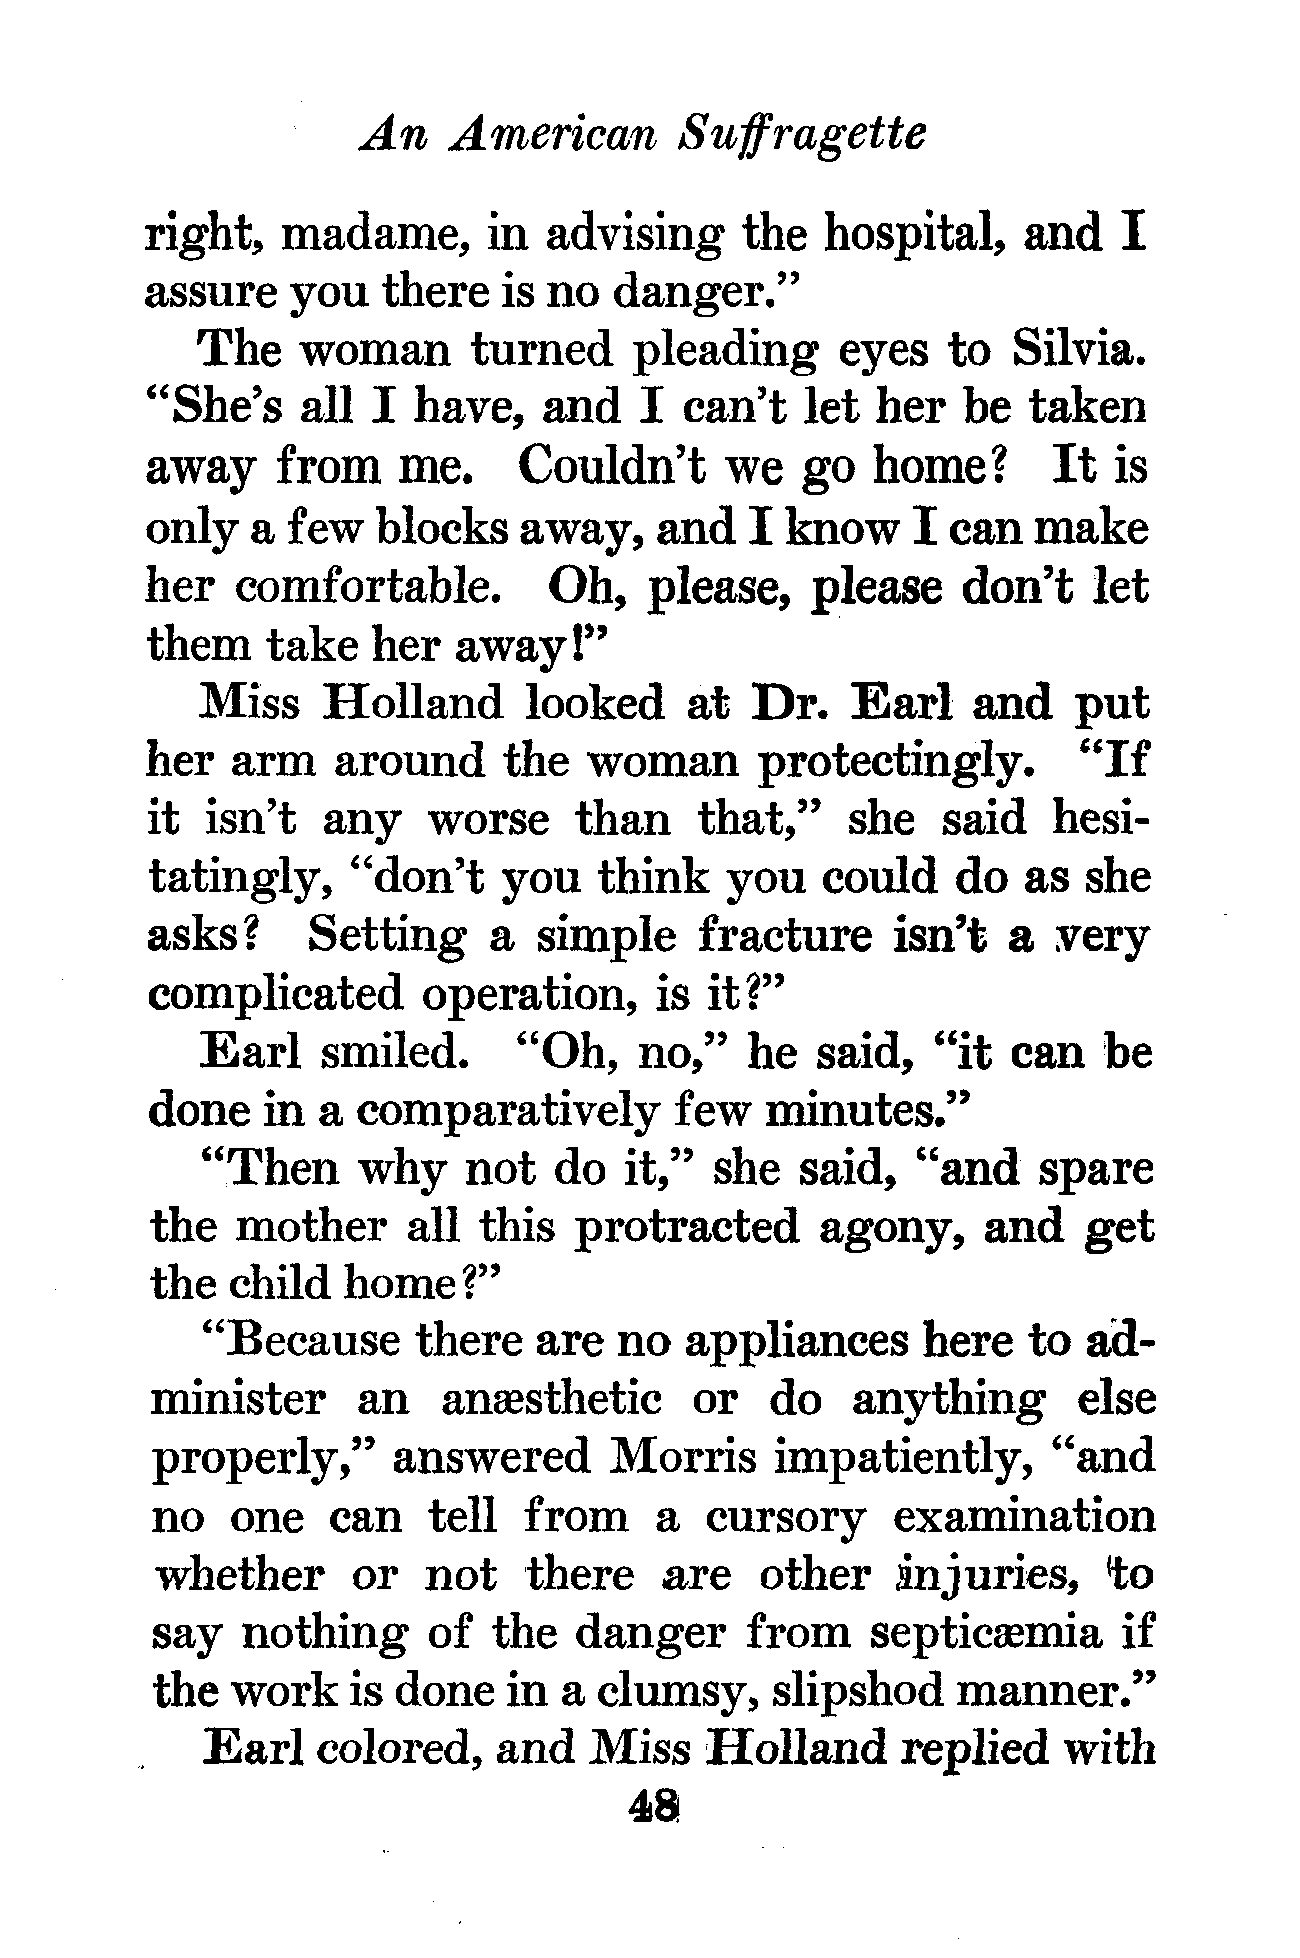 An American Suffragette
right, madame, in advising the hospital, and I
assure you there is no danger.”
The woman turned pleading eyes to Silvia.
“She’s all I have, and I can’t let her be taken
away from me. Couldn’t we go home? It is
only a few blocks away, and I know I can make
her comfortable. Oh, please, please don’t let
them take her away!”
Miss Holland looked at Dr. Earl and put
her arm around the woman protectingly. “If
it isn’t any worse than that,” she said hesi-
tatingly, “don’t you think you could do as she
asks? Setting a simple fracture isn’t a very
complicated operation, is it?”
Earl smiled. “Oh, no,” he said, “it can be
done in a comparatively few minutes.”
“Then why not do it,” she said, “and spare
the mother all this protracted agony, and get
the child home?”
“Because there are no appliances here to ad-
minister an anæsthetic or do anything else
properly,” answered Morris impatiently, “and
no one can tell from a cursory examination
whether or not there are other injuries, to
say nothing of the danger from septicæmia if
the work is done in a clumsy, slipshod manner.”
Earl colored, and Miss Holland replied with
48